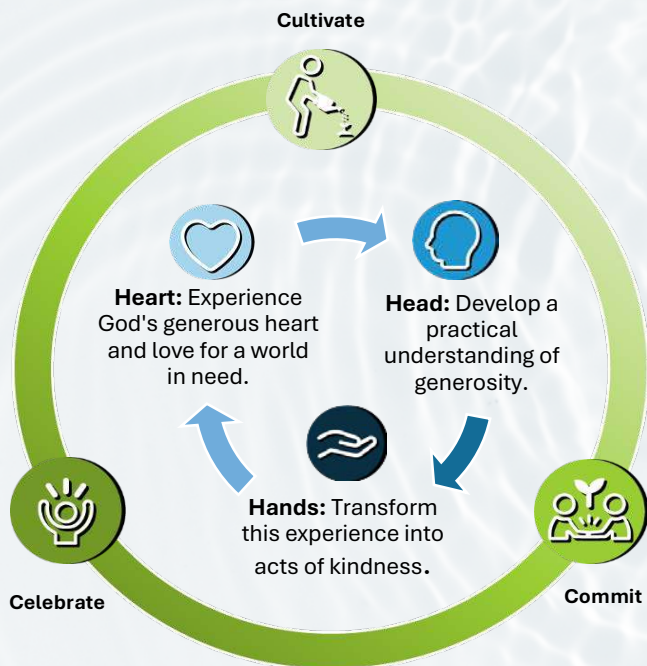 Cultivate
Heart: Experience
God's generous heart
and love for a world
in need.
Head: Develop a
practical
understanding of
generosity.
Hands: Transform
this experience into
acts of kindness.
Celebrate
Commit